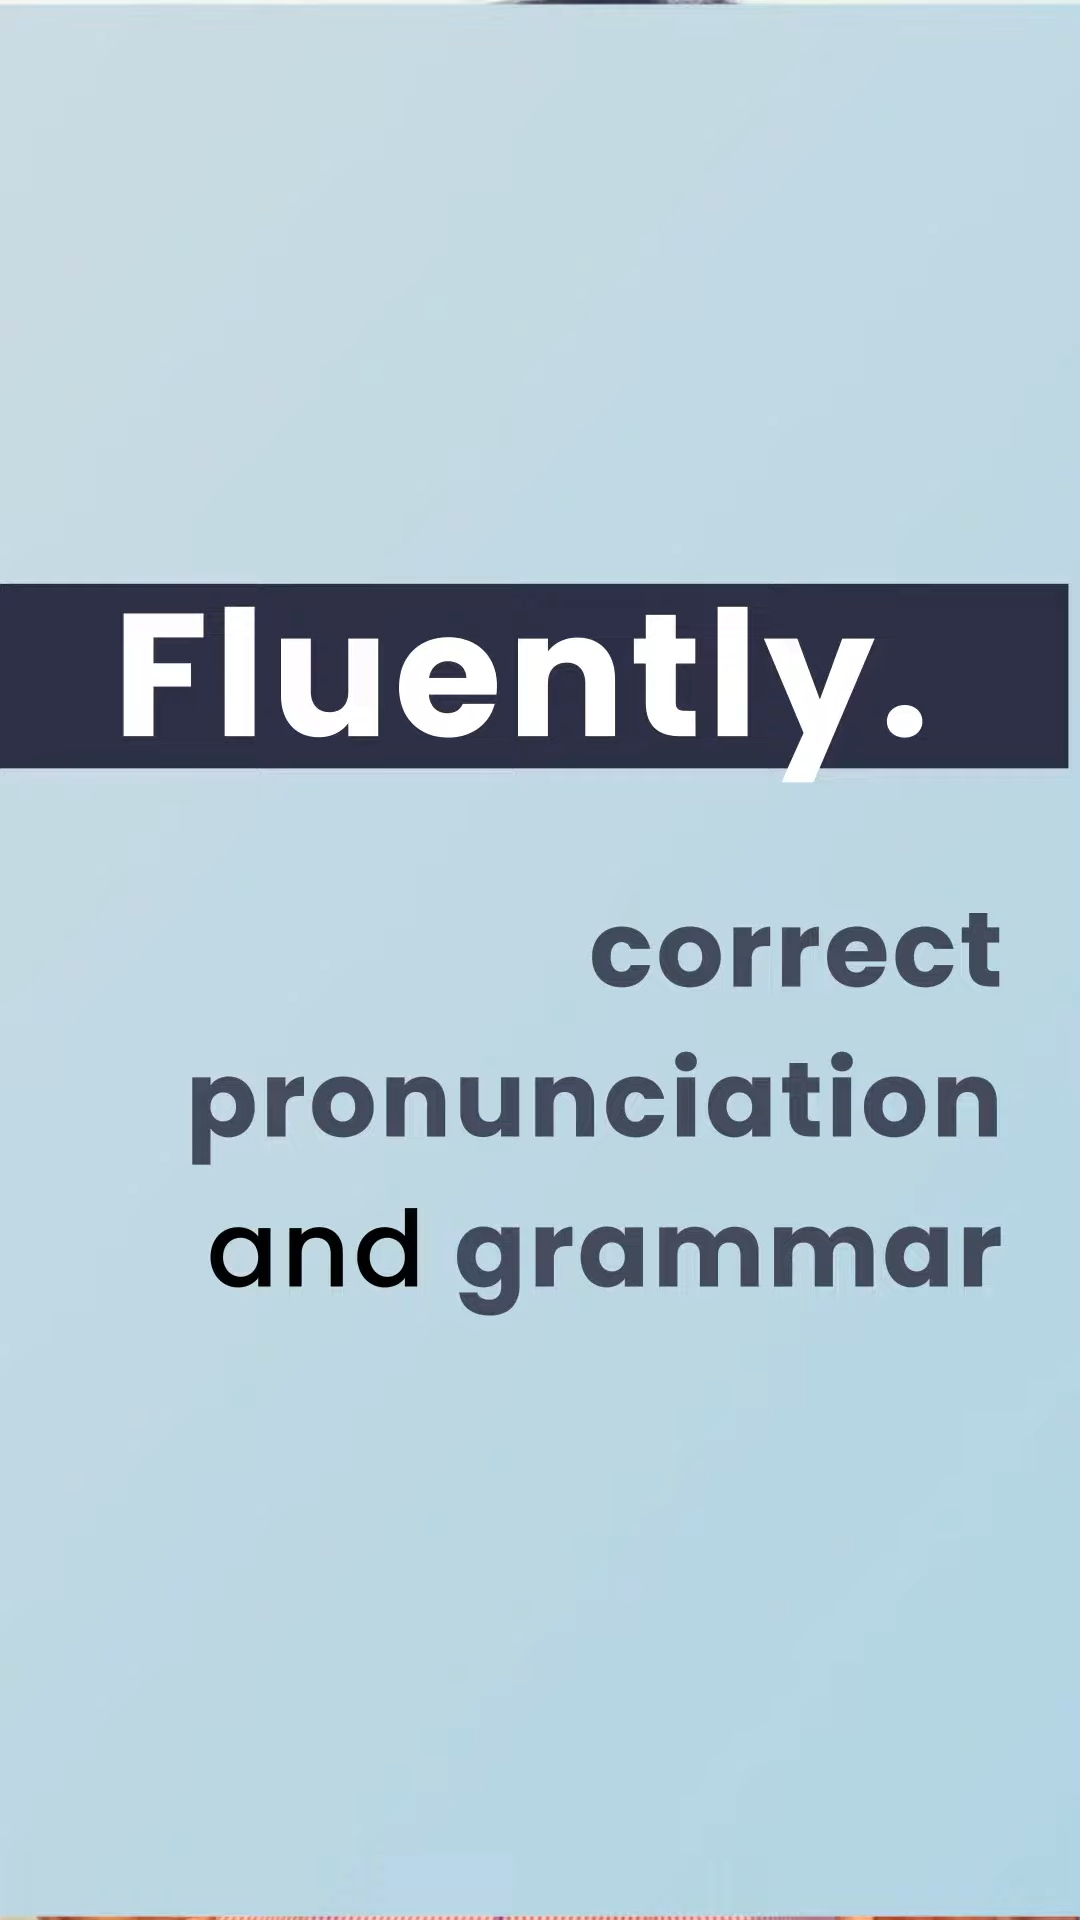 Fluently.
correct
pronunciation
and grammar